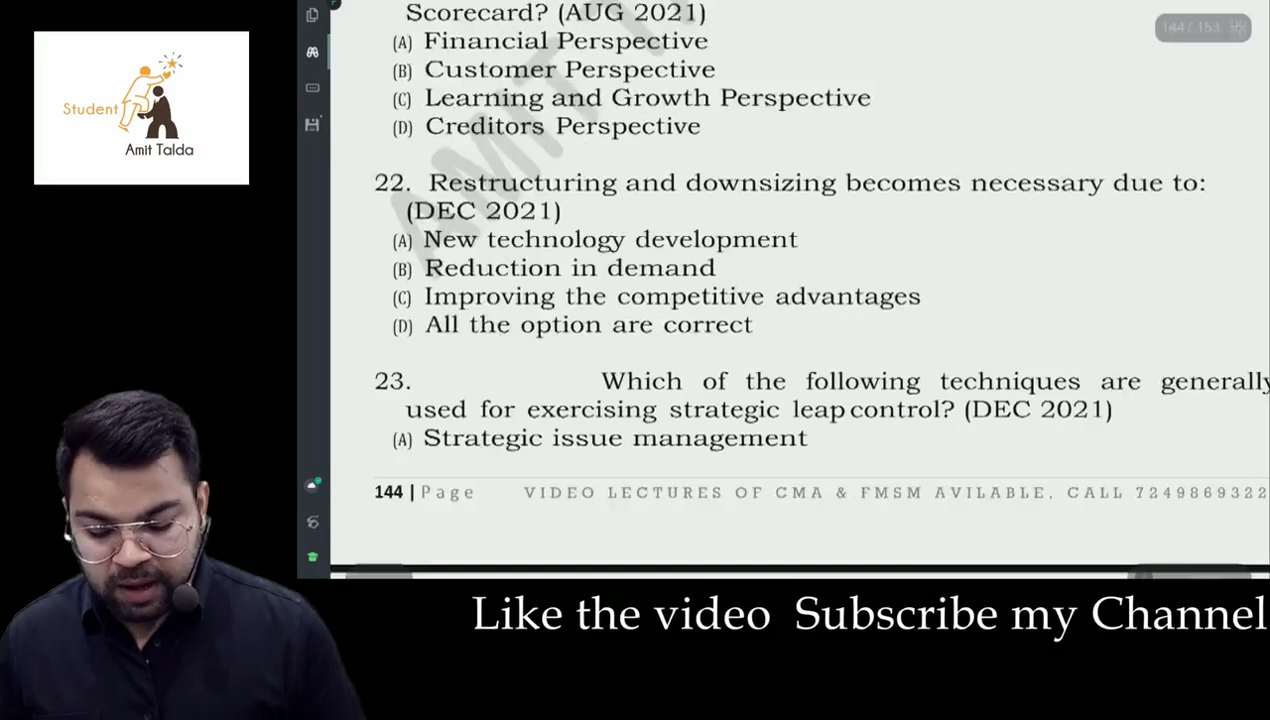 Scorecard? (AUG 2021)
(A) Financial Perspective
(B) Customer Perspective
(C) Learning and Growth Perspective
(D) Creditors Perspective
22. Restructuring and downsizing becomes necessary due to:
(DEC 2021)
(A) New technology development
(B) Reduction in demand
(C) Improving the competitive advantages
(D) All the option are correct
23. Which of the following techniques are generally
used for exercising strategic leap control? (DEC 2021)
(A) Strategic issue management
144 | Page VIDEO LECTURES OF CMA & FMSM AVILABLE, CALL 7249869322
144 / 153
AMIT
Student
Amit Talda
Like the video Subscribe my Channel